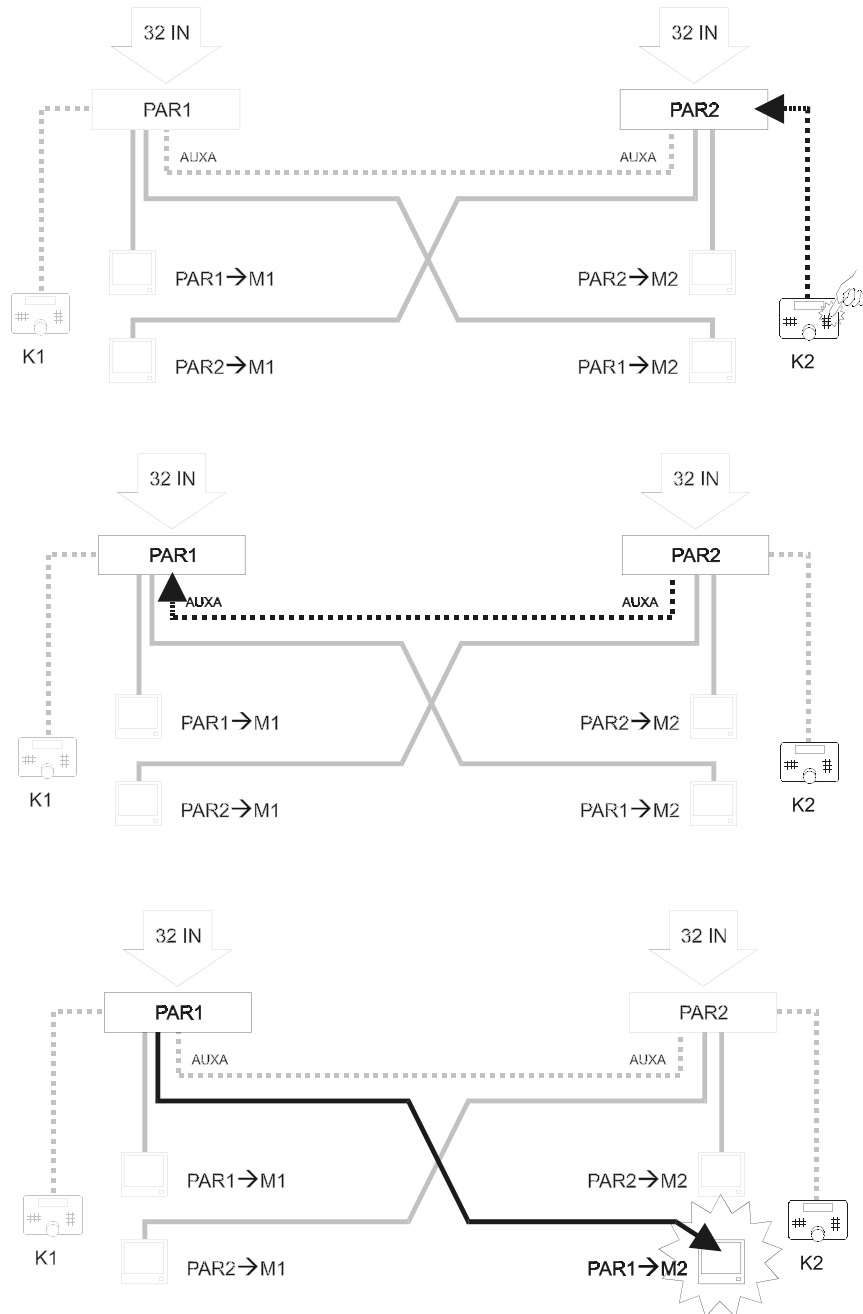 32 IN 32 IN
PAR1 PAR2
AUXA AUXA
PAR1→M1 PAR2→M2
K1 K2
PAR2→M1 PAR1→M2
32 IN 32 IN
PAR1 PAR2
AUXA AUXA
PAR1→M1 PAR2→M2
K1 K2
PAR2→M1 PAR1→M2
32 IN 32 IN
PAR1 PAR2
AUXA AUXA
PAR1→M1 PAR2→M2
K1 K2
PAR2→M1 PAR1→M2